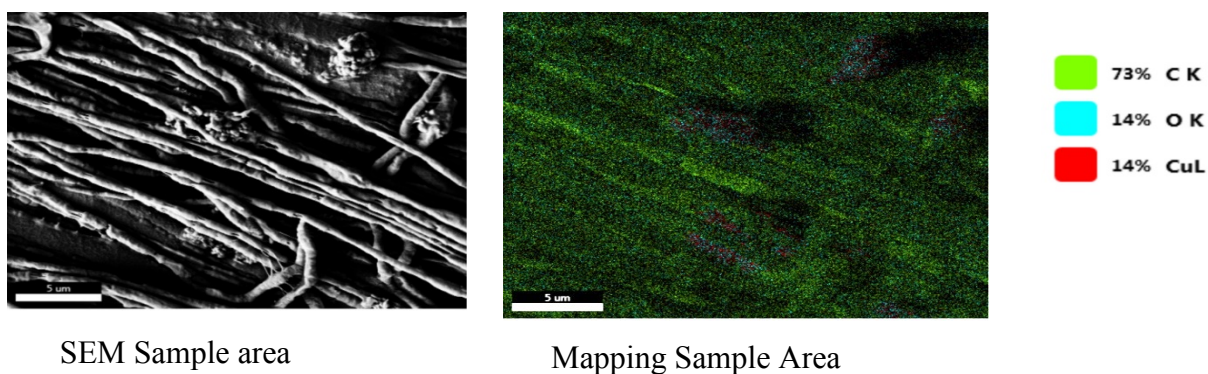 73% C K
14% O K
14% CuL
5 um
5 um
SEM Sample area
Mapping Sample Area